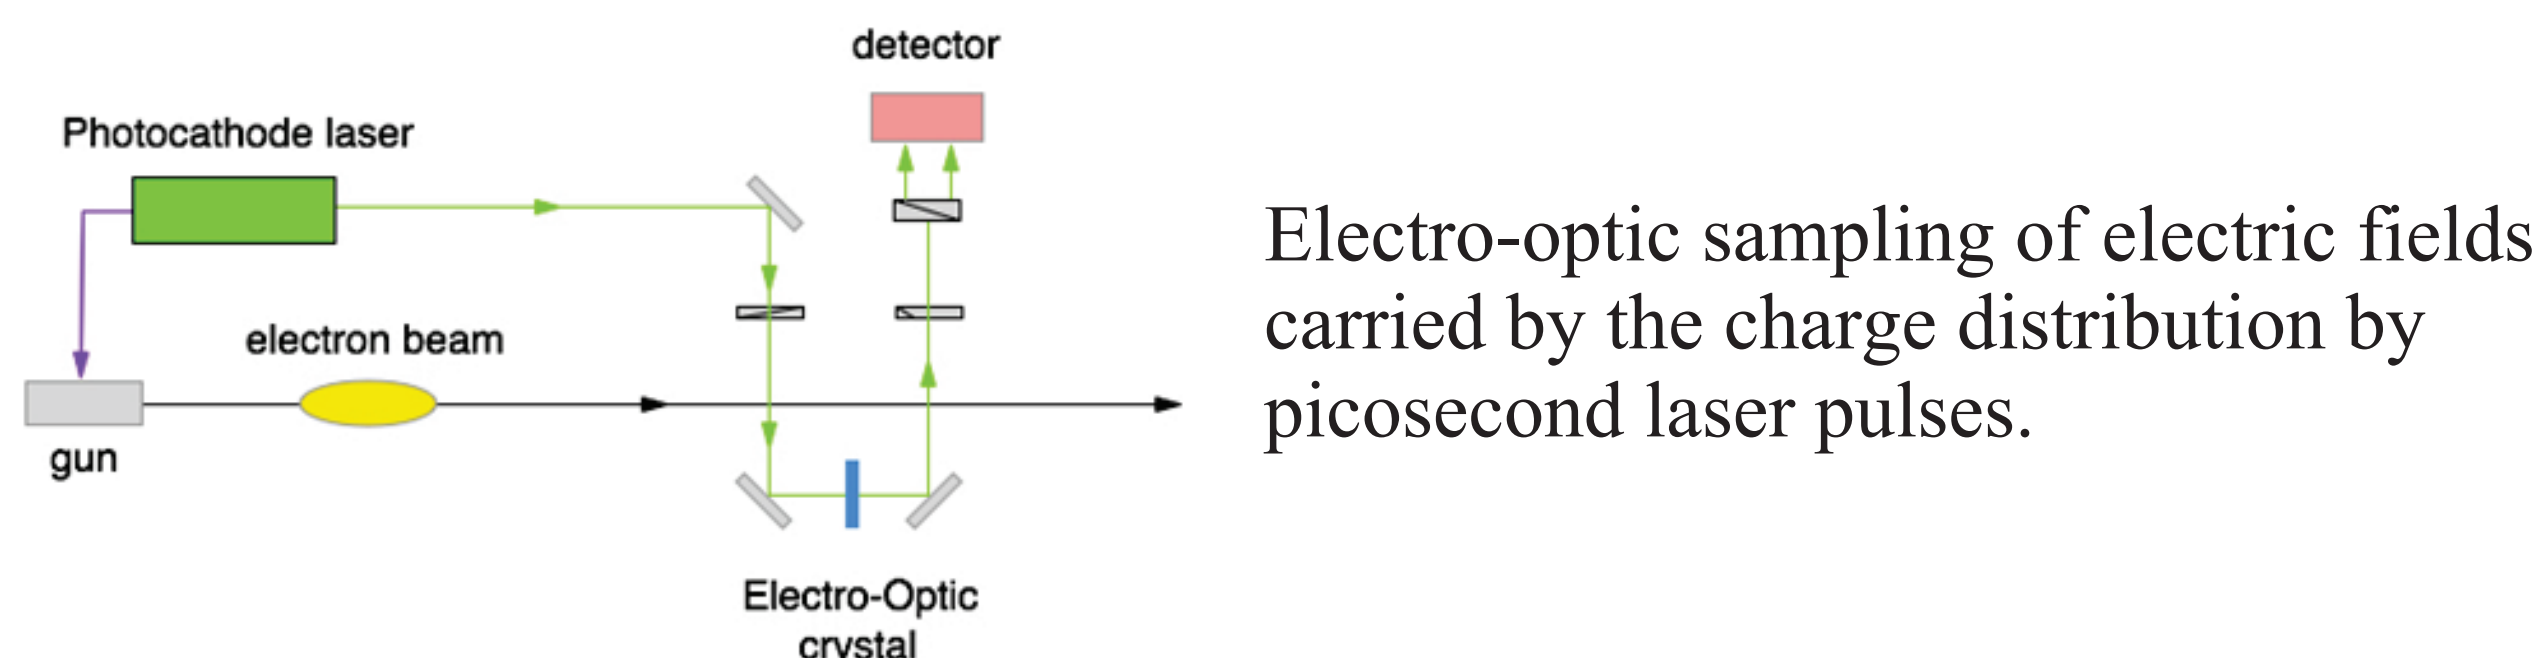 detector
Photocathode laser
electron beam
gun
Electro-Optic
crystal
Electro-optic sampling of electric fields
carried by the charge distribution by
picosecond laser pulses.